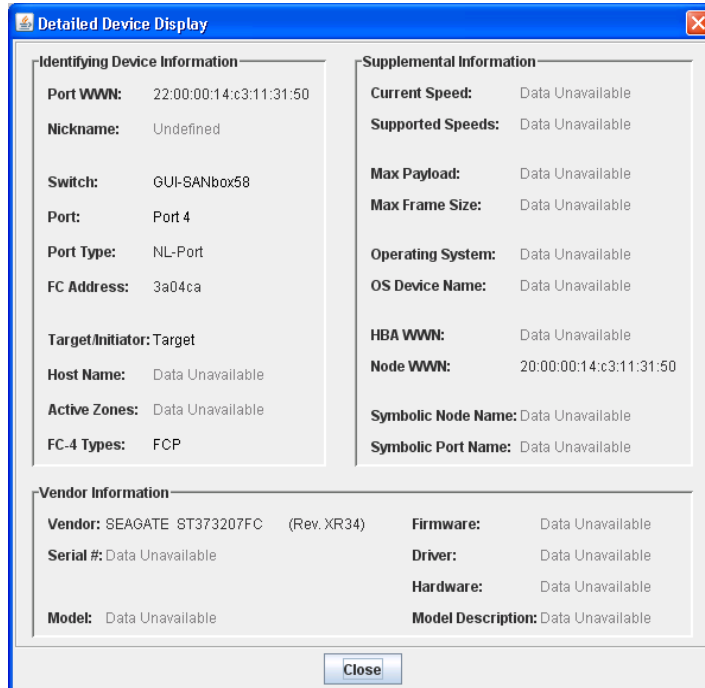 Detailed Device Display
Identifying Device Information
Port WWN: 22:00:00:14:c3:11:31:50
Nickname: Undefined
Switch: GUI-SANbox58
Port: Port 4
Port Type: NL-Port
FC Address: 3a04ca
Target/Initiator: Target
Host Name: Data Unavailable
Active Zones: Data Unavailable
FC-4 Types: FCP
Supplemental Information
Current Speed: Data Unavailable
Supported Speeds: Data Unavailable
Max Payload: Data Unavailable
Max Frame Size: Data Unavailable
Operating System: Data Unavailable
OS Device Name: Data Unavailable
HBA WWN: Data Unavailable
Node WWN: 20:00:00:14:c3:11:31:50
Symbolic Node Name: Data Unavailable
Symbolic Port Name: Data Unavailable
Vendor Information
Vendor: SEAGATE ST373207FC (Rev. XR34)
Serial #: Data Unavailable
Model: Data Unavailable
Firmware: Data Unavailable
Driver: Data Unavailable
Hardware: Data Unavailable
Model Description: Data Unavailable
Close